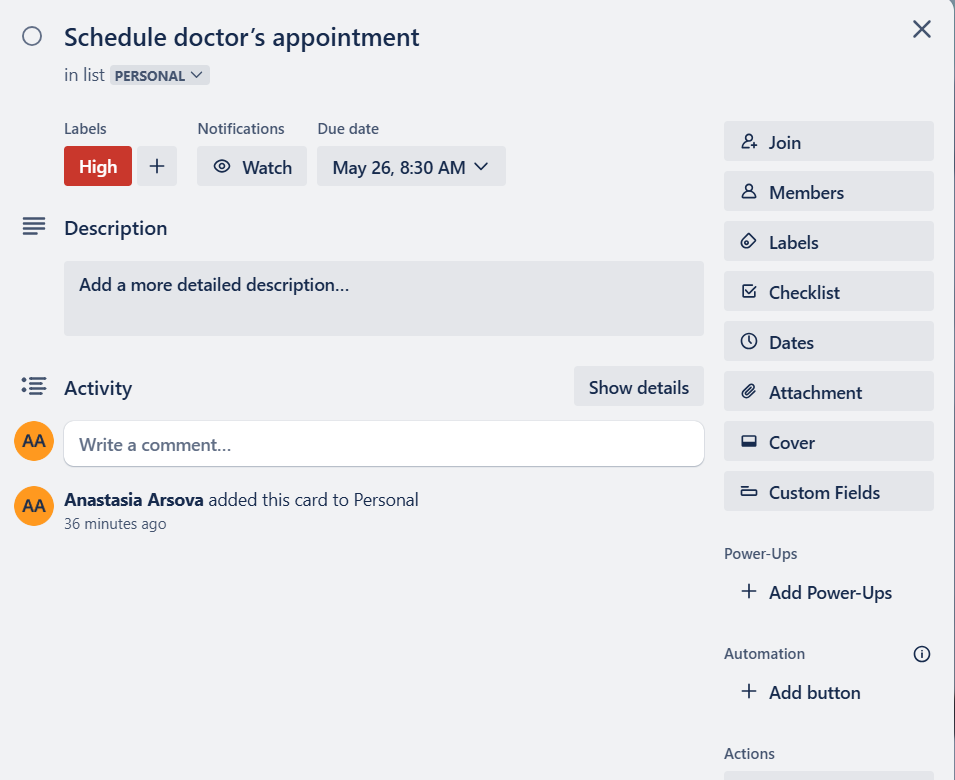 Schedule doctor’s appointment
in list PERSONAL
Labels
Notifications
Due date
High
Watch
May 26, 8:30 AM
Description
Add a more detailed description…
Activity
Show details
AA
Write a comment…
AA
Anastasia Arsova added this card to Personal
36 minutes ago
Join
Members
Labels
Checklist
Dates
Attachment
Cover
Custom Fields
Power-Ups
Add Power-Ups
Automation
Add button
Actions